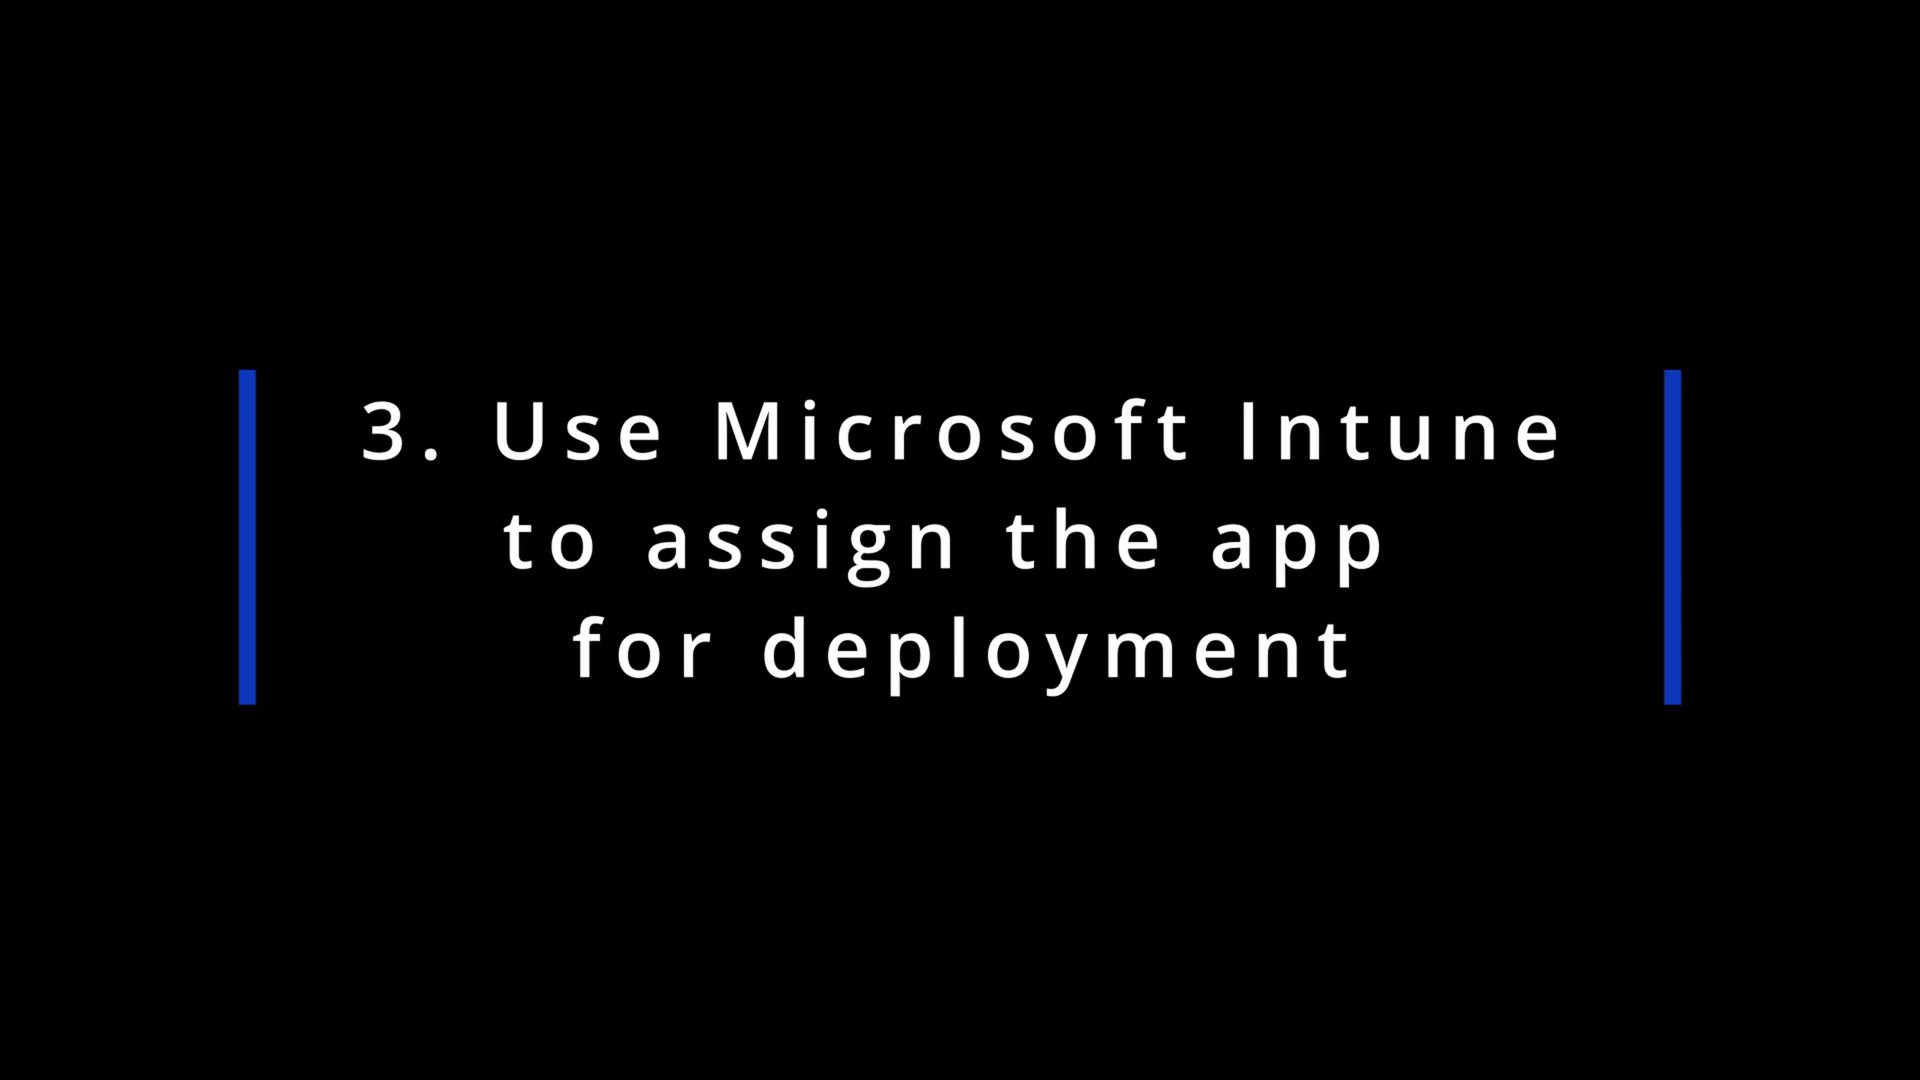 3. Use Microsoft Intune
to assign the app
for deployment